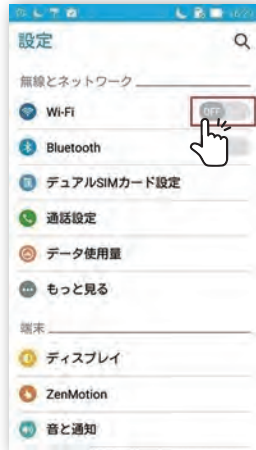 設定
無線とネットワーク
Wi-Fi
OFF
Bluetooth
デュアルSIMカード設定
通話設定
データ使用量
もっと見る
端末
ディスプレイ
ZenMotion
音と通知